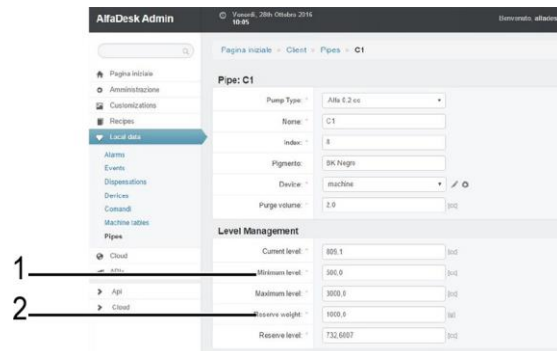 AlfaDesk Admin
Venerdì, 28th Ottobre 2016
10:05
Benvenuto,
Pagina iniziale
Amministrazione
Customizations
Recipes
Local data
Alarms
Events
Dispensations
Devices
Comandi
Machine tables
Pipes
Cloud
APIs
Api
Cloud
Pagina iniziale > Client > Pipes > C1
Pipe: C1
Pump Type: * Alfa 0.2 cc
Nome: * C1
Index: * 8
Pigmento: BK Negro
Device: * machine
Purge volume: * 2,0 [cc]
Level Management
Current level: * 809,1 [cc]
1 Minimum level: * 500,0 [cc]
Maximum level: * 3000,0 [cc]
2 Reserve weight: * 1000,0 [g]
Reserve level: * 732,6007 [cc]